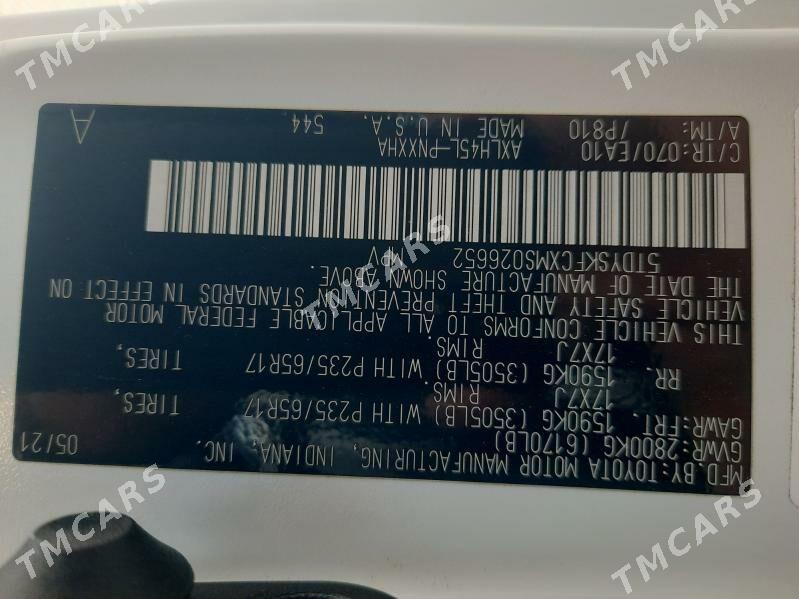 MFD.BY:TOYOTA MOTOR MANUFACTURING, INDIANA, INC. 05/21
GVWR:2800KG(6170LB)
GAWR:FRT. 1590KG (3505LB) WITH P235/65R17 TIRES,
17X7J RIMS
RR. 1590KG (3505LB) WITH P235/65R17 TIRES,
17X7J RIMS
THIS VEHICLE CONFORMS TO ALL APPLICABLE FEDERAL MOTOR
VEHICLE SAFETY AND THEFT PREVENTION STANDARDS IN EFFECT ON
THE DATE OF MANUFACTURE SHOWN ABOVE.
5TDYSKFCXMS026652 MPV
C/TR:070/EA10 AXLH45L-PNXXHA
A/TM: /P810 MADE IN U.S.A. 544 A
TMCARS
TMCARS
TMCARS
TMCARS
TMCARS
TMCARS